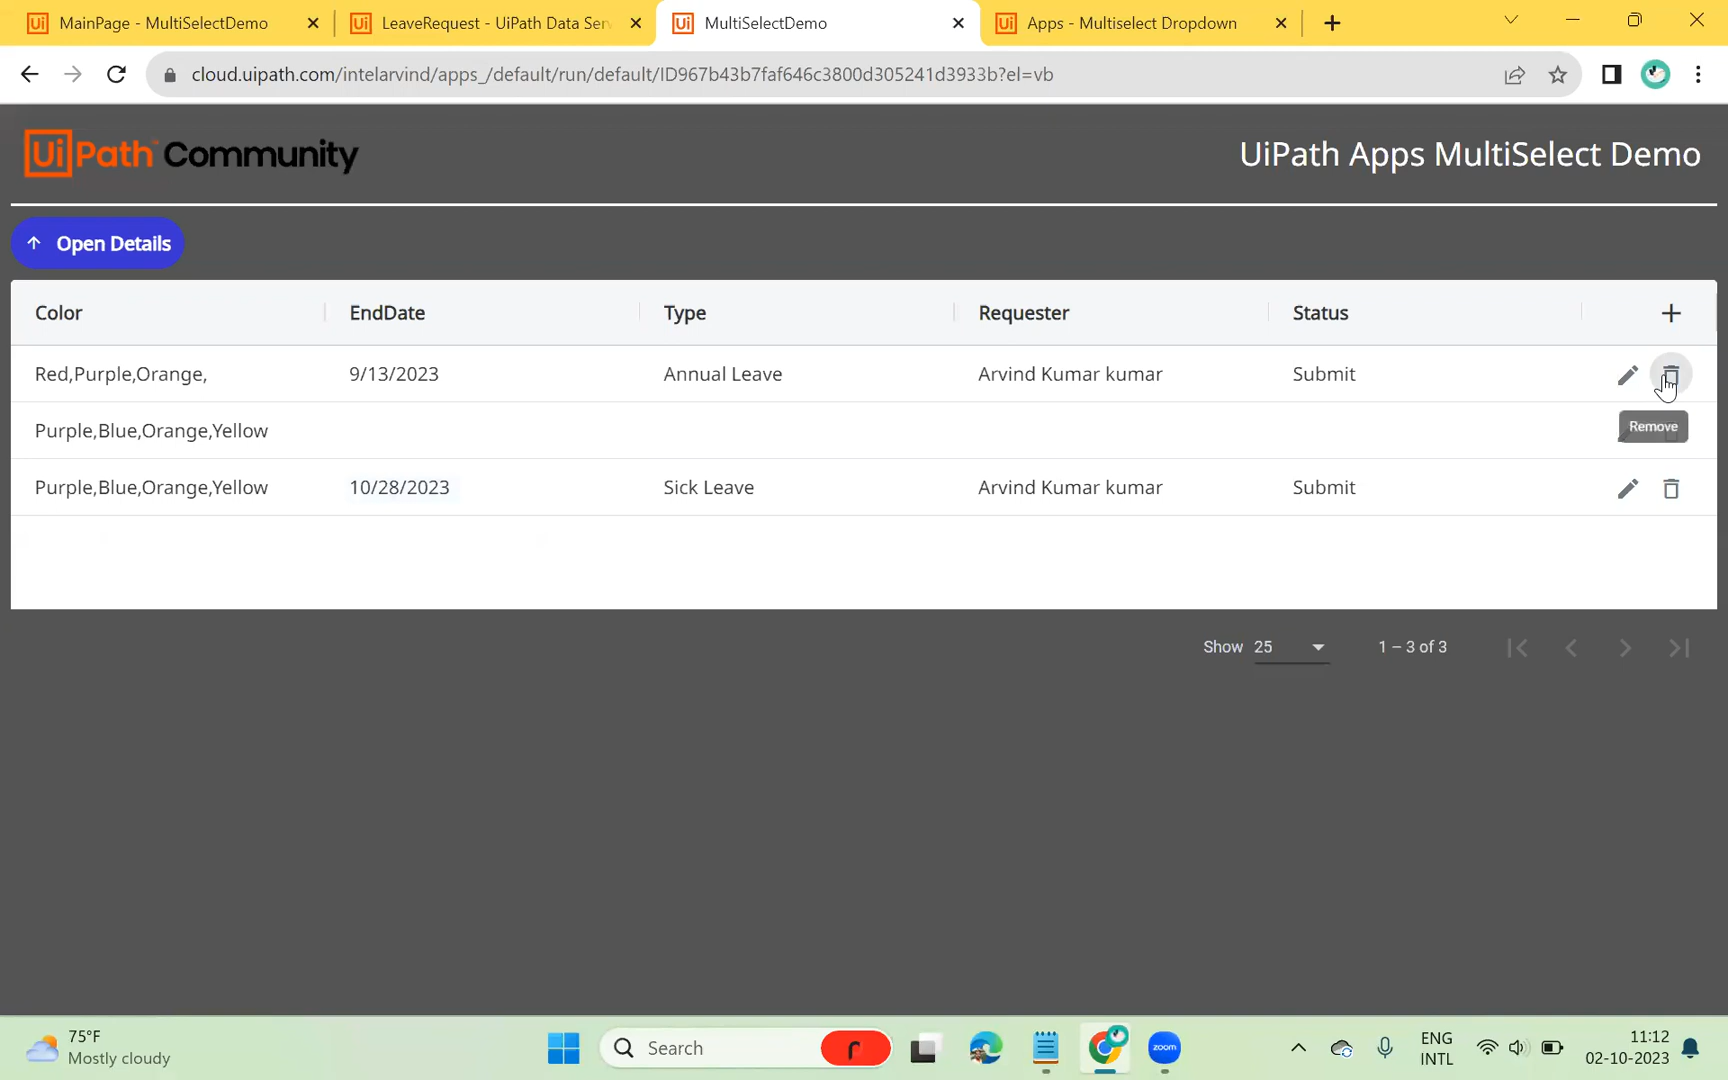 MainPage - MultiSelectDemo
LeaveRequest - UiPath Data Ser
MultiSelectDemo
Apps - Multiselect Dropdown
cloud.uipath.com/intelarvind/apps_/default/run/default/ID967b43b7faf646c3800d305241d3933b?el=vb
UiPath Community
UiPath Apps MultiSelect Demo
Open Details
Color EndDate Type Requester Status
Red,Purple,Orange, 9/13/2023 Annual Leave Arvind Kumar kumar Submit
Purple,Blue,Orange,Yellow
Remove
Purple,Blue,Orange,Yellow 10/28/2023 Sick Leave Arvind Kumar kumar Submit
Show 25 1 – 3 of 3
75°F
Mostly cloudy
Search
zoom
ENG
INTL
11:12
02-10-2023